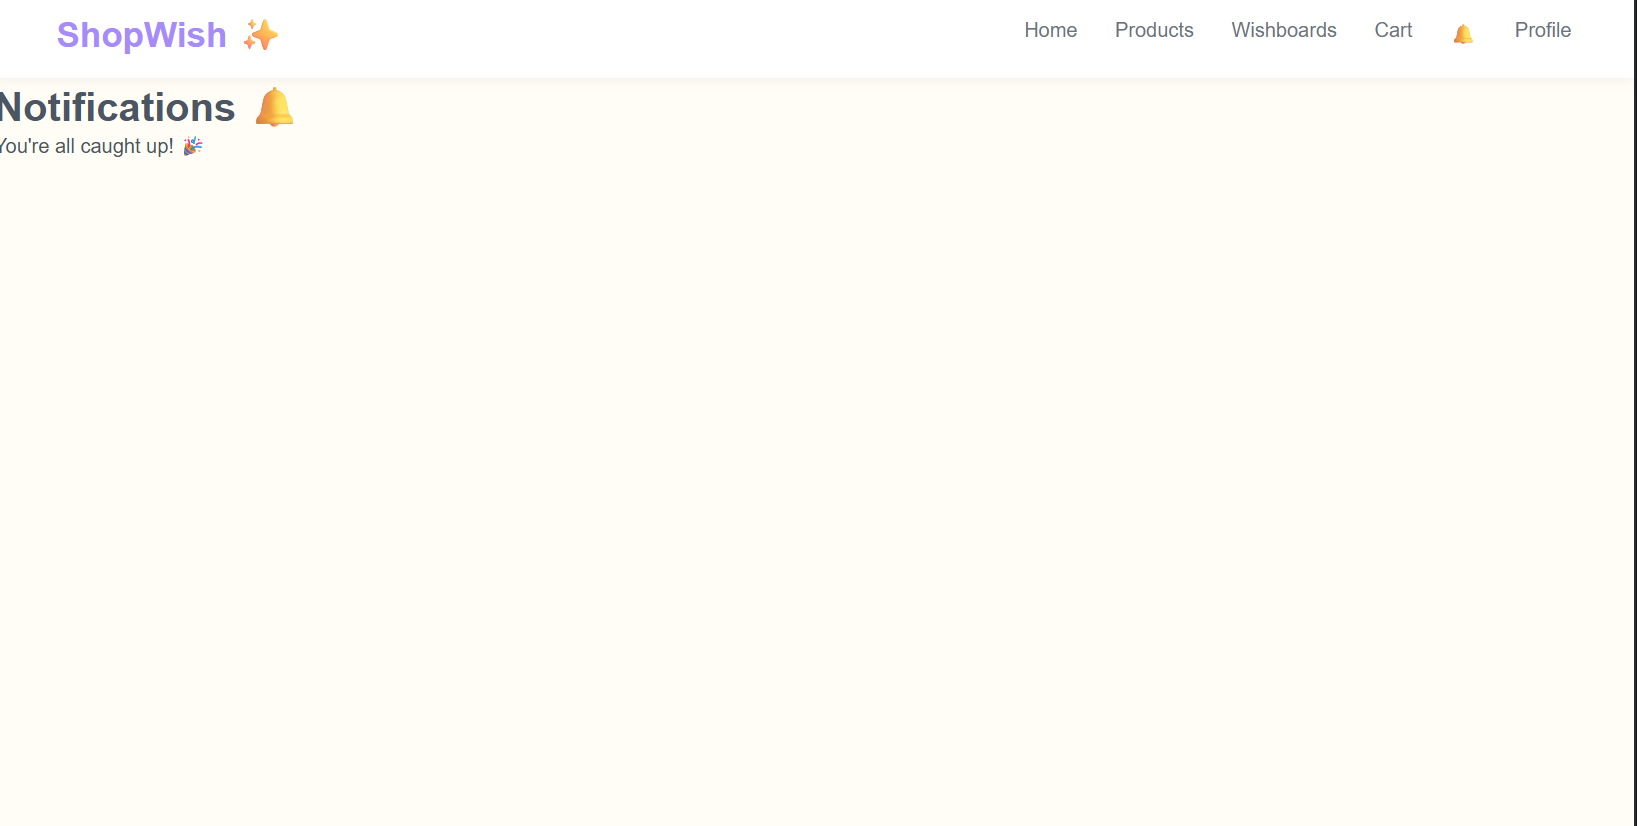 ShopWish ✨
Home Products Wishboards Cart 🔔 Profile
Notifications 🔔
You're all caught up! 🎉